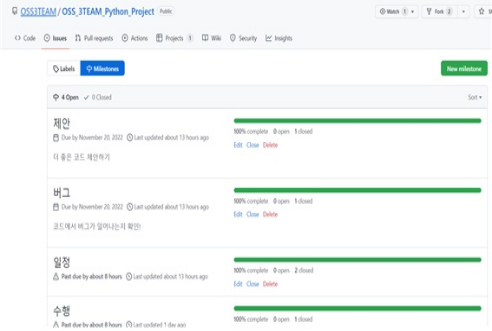 OSS3TEAM / OSS_3TEAM_Python_Project Public
Watch 1
Fork 2
Code
Issues
Pull requests
Actions
Projects 1
Wiki
Security
Insights
Labels
Milestones
New milestone
4 Open
0 Closed
Sort
제안
Due by November 20, 2022 Last updated about 13 hours ago
더 좋은 코드 제안하기
100% complete 0 open 1 closed
Edit Close Delete
버그
Due by November 20, 2022 Last updated about 13 hours ago
코드에서 버그가 일어나는지 확인!
100% complete 0 open 1 closed
Edit Close Delete
일정
Past due by about 8 hours Last updated about 13 hours ago
100% complete 0 open 2 closed
Edit Close Delete
수행
Past due by about 8 hours Last updated 1 day ago
100% complete 0 open 1 closed